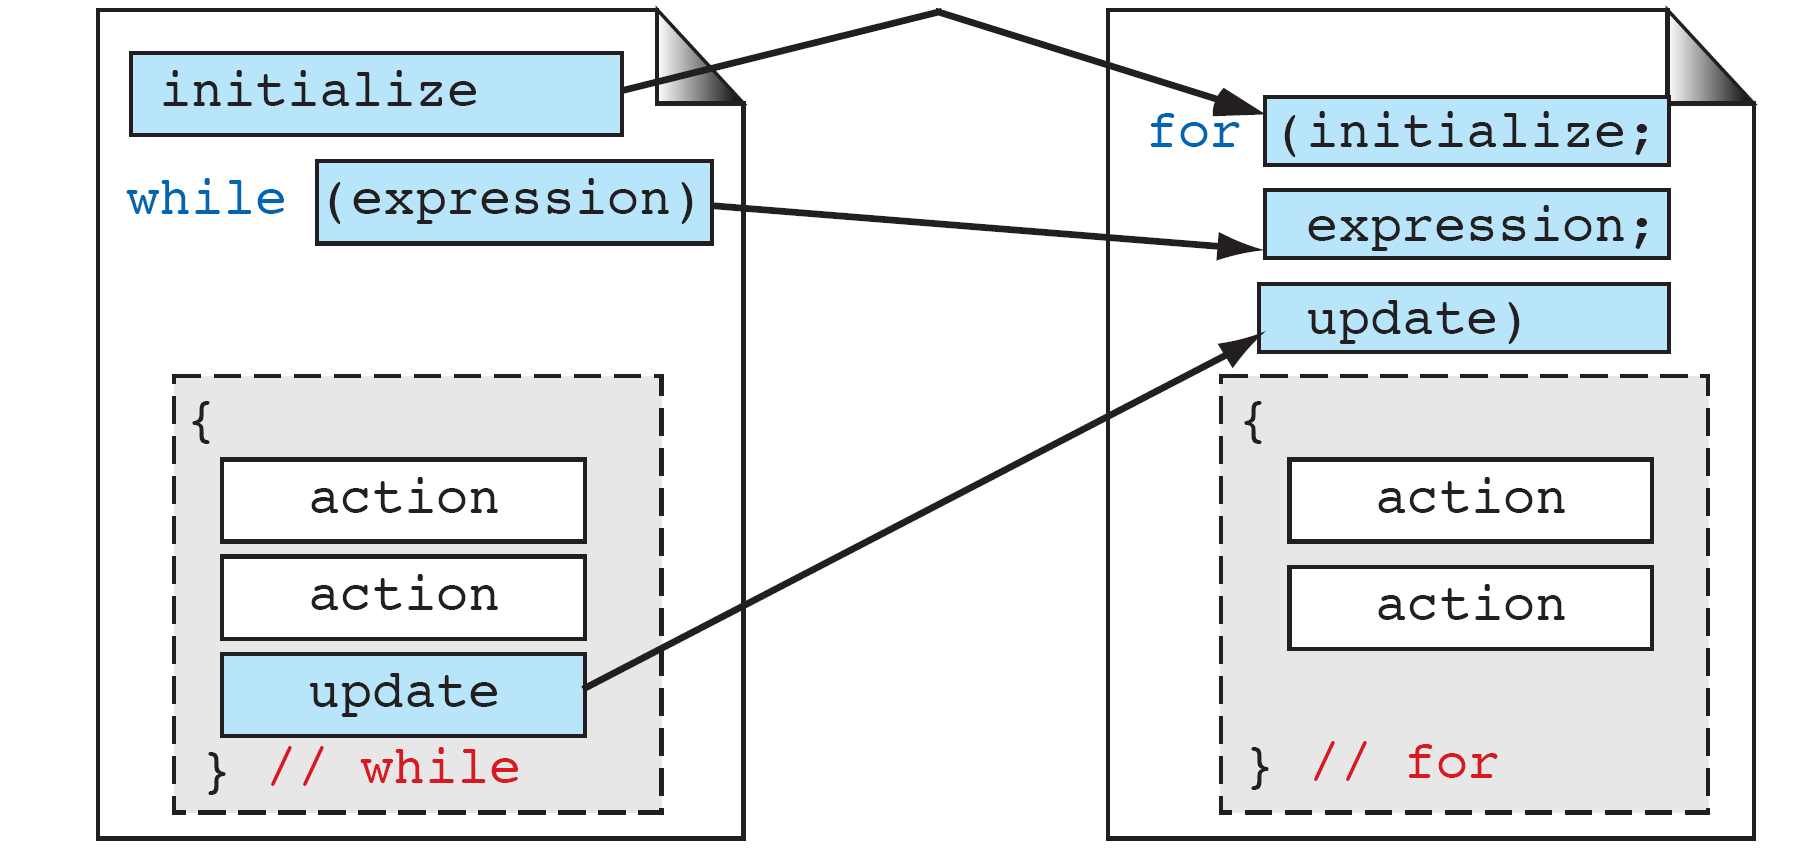 initialize
while (expression)
{
action
action
update
} // while
for (initialize;
expression;
update)
{
action
action
} // for